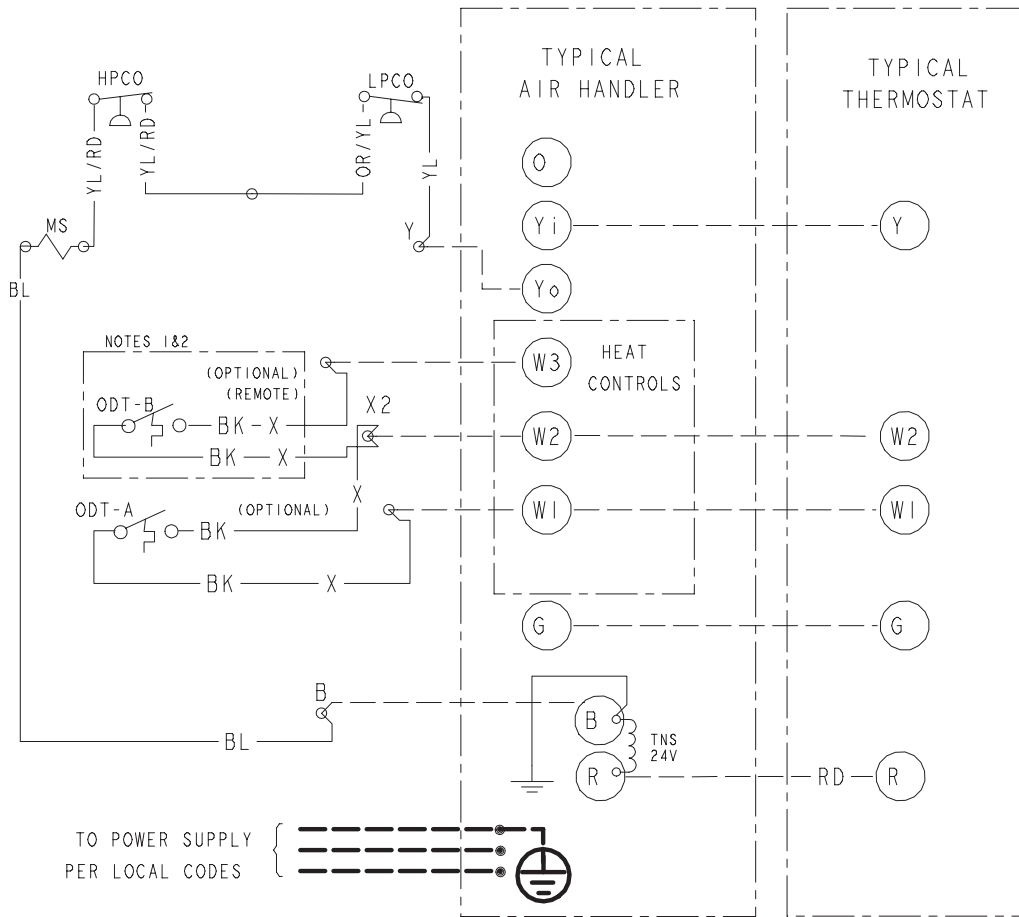 TYPICAL
AIR HANDLER
TYPICAL
THERMOSTAT
HPCO
LPCO
YL/RD
YL/RD
OR/YL
YL
MS
Y
BL
O
Yi
Y
Yo
NOTES 1&2
(OPTIONAL)
(REMOTE)
ODT-B
BK-X
BK X
X2
W3
HEAT
CONTROLS
W2
W2
X
ODT-A
(OPTIONAL)
BK
BK X
W1
W1
G
G
B
BL
B
TNS
24V
R
RD
R
TO POWER SUPPLY
PER LOCAL CODES